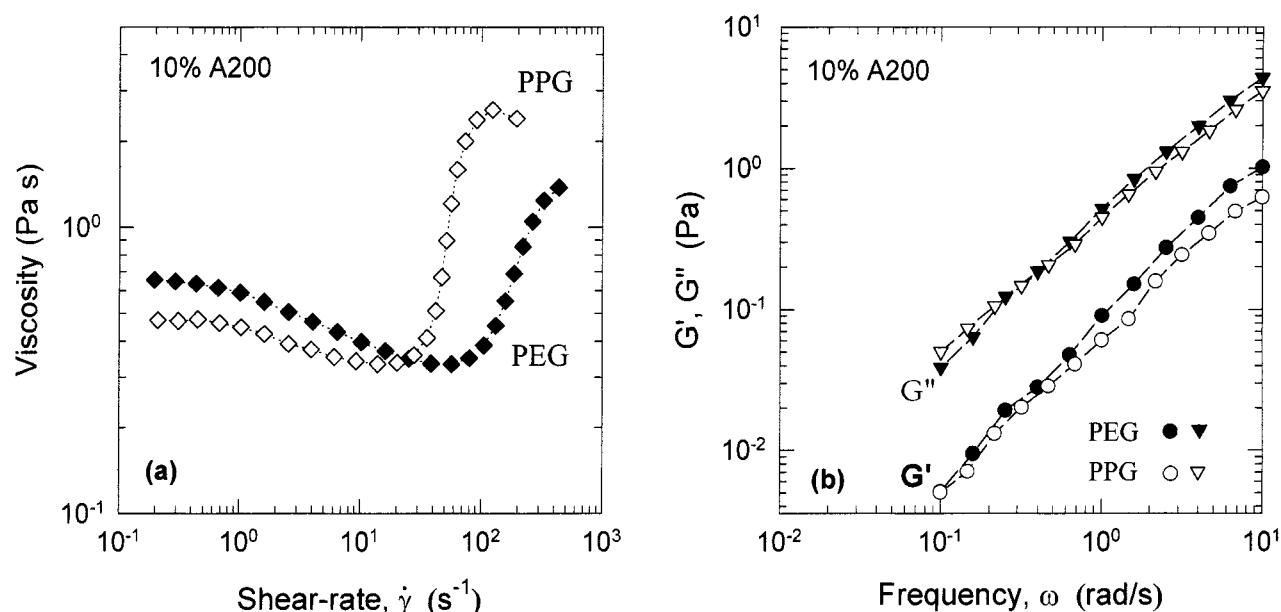 10% A200
PPG
PEG
(a)
Viscosity (Pa s)
10⁰
10⁻¹
10⁻¹ 10⁰ 10¹ 10² 10³
Shear-rate, γ̇ (s⁻¹)
10% A200
G"
G'
PEG
PPG
(b)
G', G" (Pa)
10¹
10⁰
10⁻¹
10⁻²
10⁻² 10⁻¹ 10⁰ 10¹
Frequency, ω (rad/s)